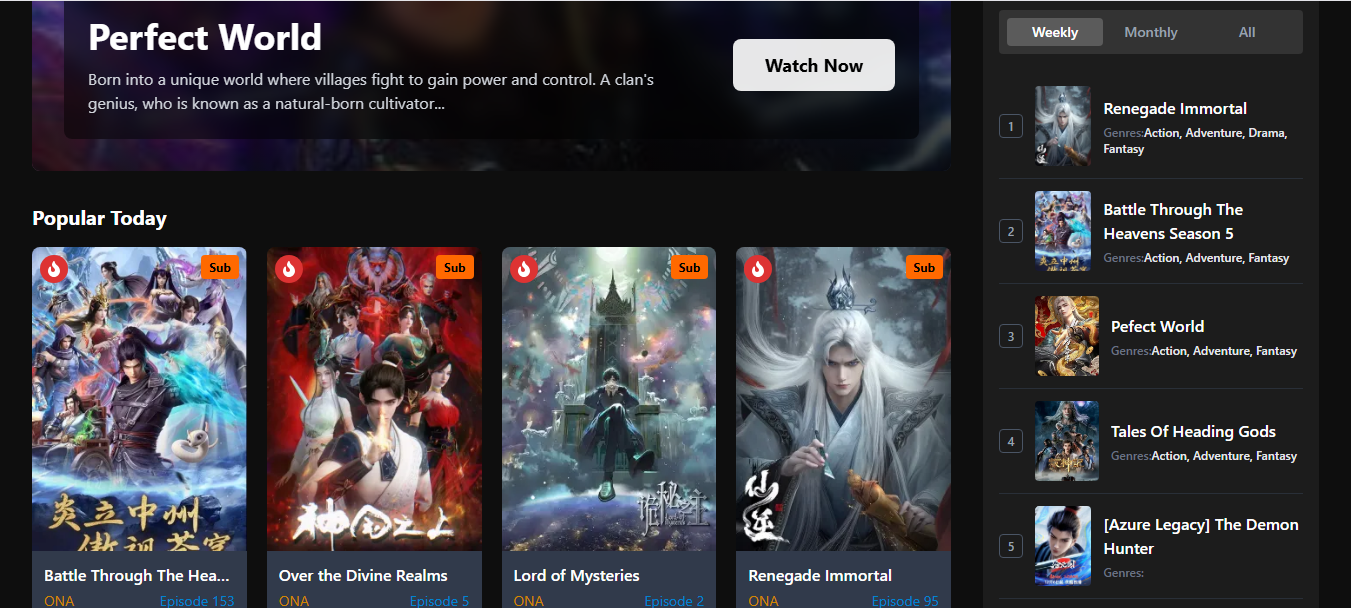 Perfect World
Born into a unique world where villages fight to gain power and control. A clan's
genius, who is known as a natural-born cultivator...
Watch Now
Popular Today
Sub
炎立中州
傲视苍穹
Battle Through The Hea...
ONA
Episode 153
Sub
神国之上
Over the Divine Realms
ONA
Episode 5
Sub
诡秘之主
Lord of Mysteries
ONA
Episode 2
Sub
仙逆
Renegade Immortal
ONA
Episode 95
Weekly
Monthly
All
1
仙逆
Renegade Immortal
Genres:Action, Adventure, Drama,
Fantasy
2
炎立中州
Battle Through The
Heavens Season 5
Genres:Action, Adventure, Fantasy
3
Pefect World
Genres:Action, Adventure, Fantasy
4
Tales Of Heading Gods
Genres:Action, Adventure, Fantasy
5
[Azure Legacy] The Demon
Hunter
Genres: